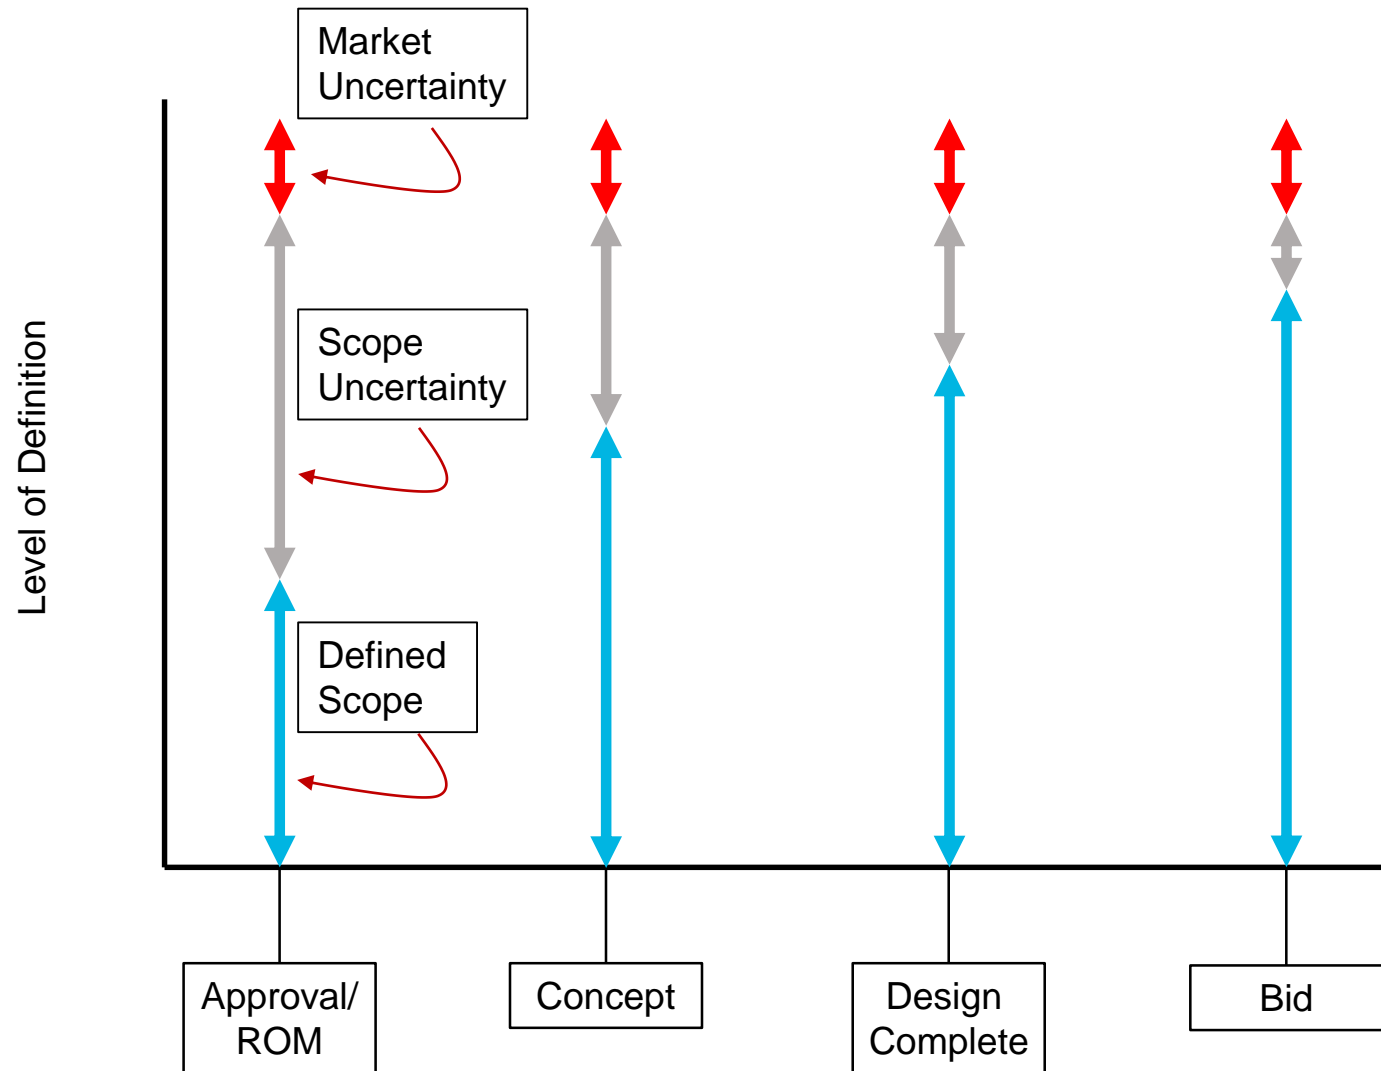 Market
Uncertainty
Level of Definition
Scope
Uncertainty
Defined
Scope
Approval/
ROM
Concept
Design
Complete
Bid